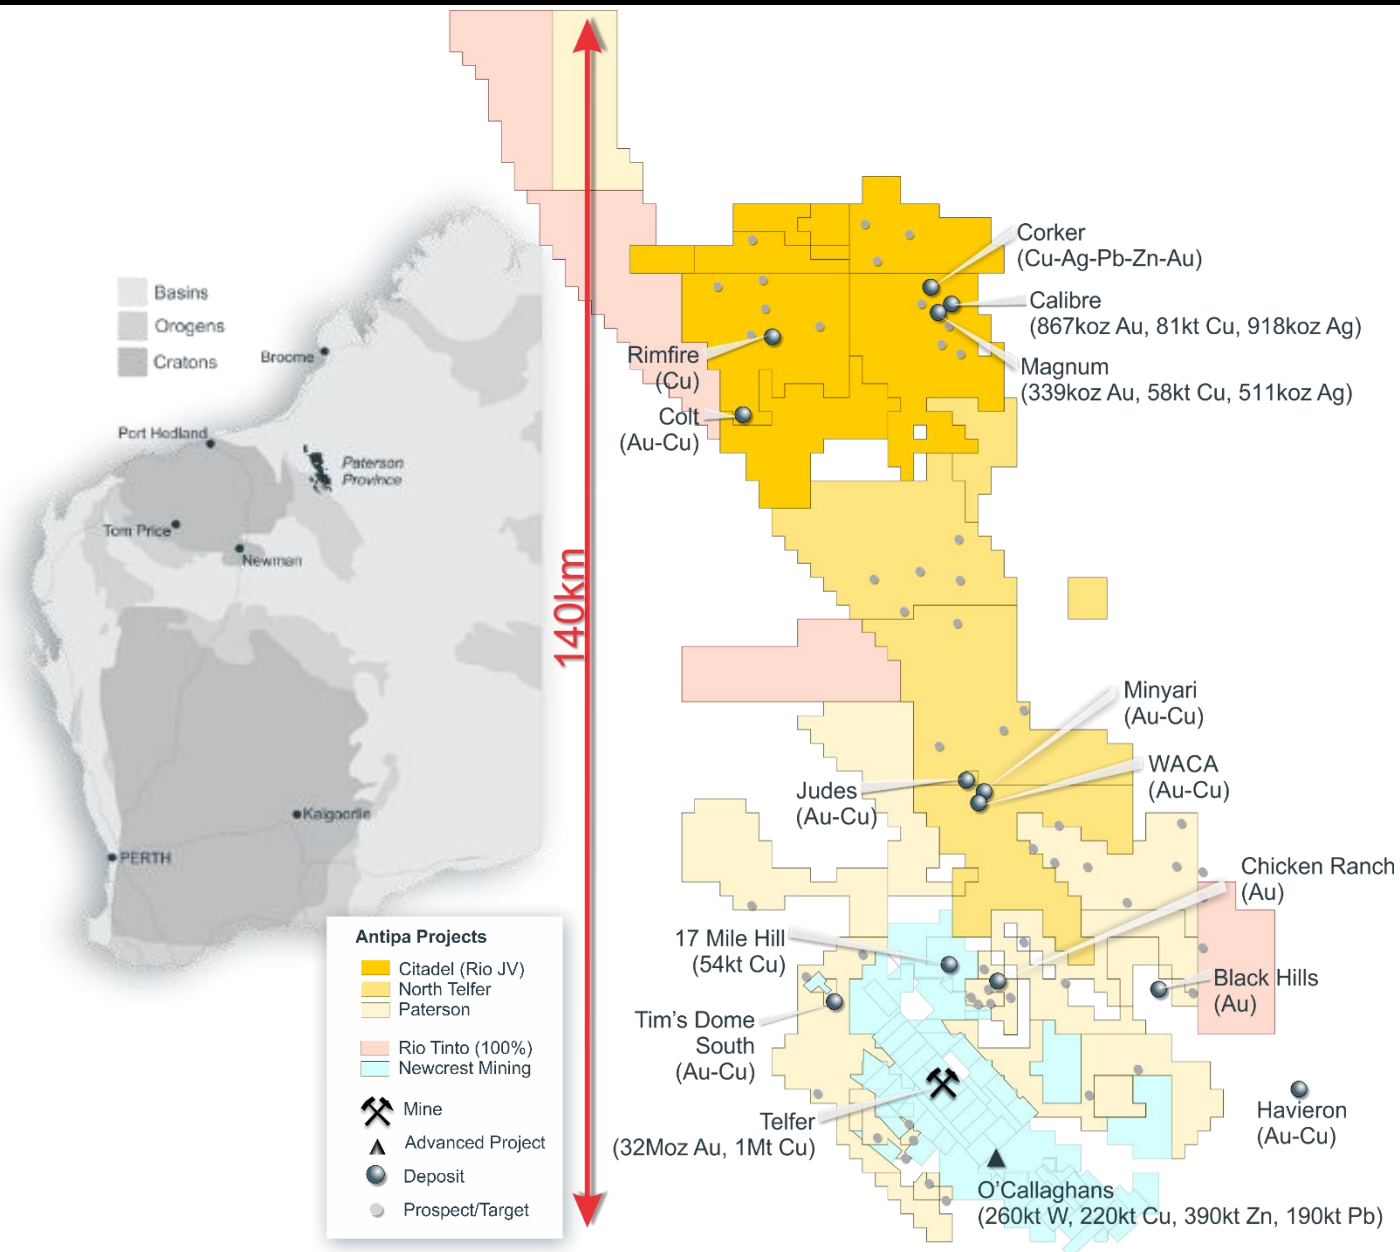 Basins
Orogens
Cratons
Broome
Port Hedland
Paterson
Province
Tom Price
Newman
Kalgoorlie
PERTH
140km
Corker
(Cu-Ag-Pb-Zn-Au)
Calibre
(867koz Au, 81kt Cu, 918koz Ag)
Magnum
(339koz Au, 58kt Cu, 511koz Ag)
Rimfire
(Cu)
Colt
(Au-Cu)
Minyari
(Au-Cu)
WACA
(Au-Cu)
Judes
(Au-Cu)
Chicken Ranch
(Au)
17 Mile Hill
(54kt Cu)
Black Hills
(Au)
Tim's Dome
South
(Au-Cu)
Telfer
(32Moz Au, 1Mt Cu)
Havieron
(Au-Cu)
O'Callaghans
(260kt W, 220kt Cu, 390kt Zn, 190kt Pb)
Antipa Projects
Citadel (Rio JV)
North Telfer
Paterson
Rio Tinto (100%)
Newcrest Mining
Mine
Advanced Project
Deposit
Prospect/Target